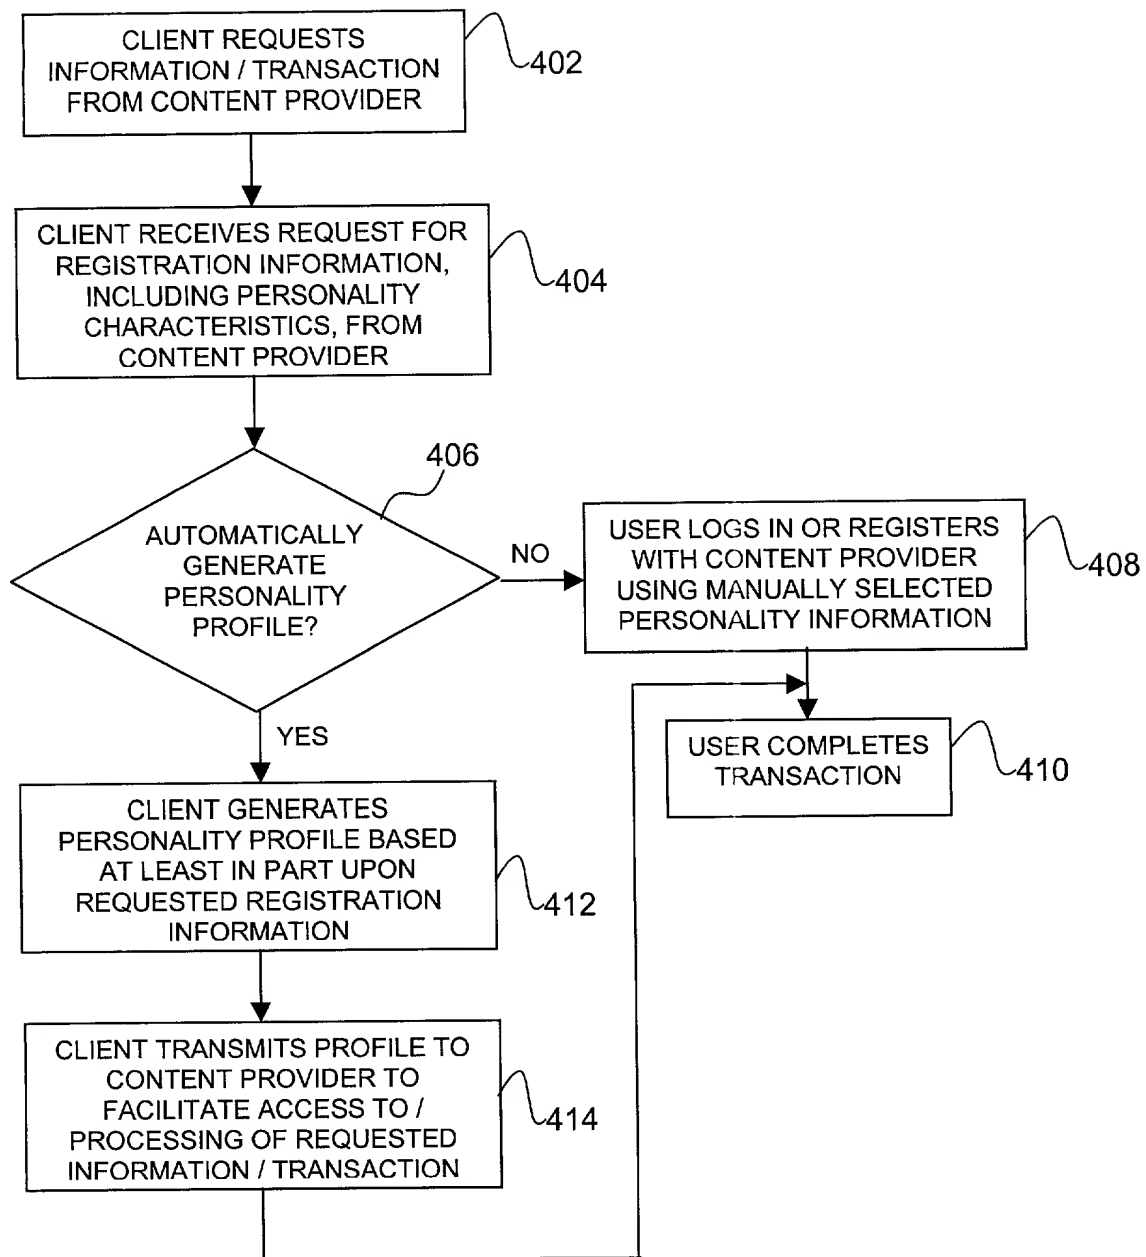 CLIENT REQUESTS
INFORMATION / TRANSACTION
FROM CONTENT PROVIDER
402
CLIENT RECEIVES REQUEST FOR
REGISTRATION INFORMATION,
INCLUDING PERSONALITY
CHARACTERISTICS, FROM
CONTENT PROVIDER
404
406
AUTOMATICALLY
GENERATE
PERSONALITY
PROFILE?
NO
USER LOGS IN OR REGISTERS
WITH CONTENT PROVIDER
USING MANUALLY SELECTED
PERSONALITY INFORMATION
408
YES
USER COMPLETES
TRANSACTION
410
CLIENT GENERATES
PERSONALITY PROFILE BASED
AT LEAST IN PART UPON
REQUESTED REGISTRATION
INFORMATION
412
CLIENT TRANSMITS PROFILE TO
CONTENT PROVIDER TO
FACILITATE ACCESS TO /
PROCESSING OF REQUESTED
INFORMATION / TRANSACTION
414